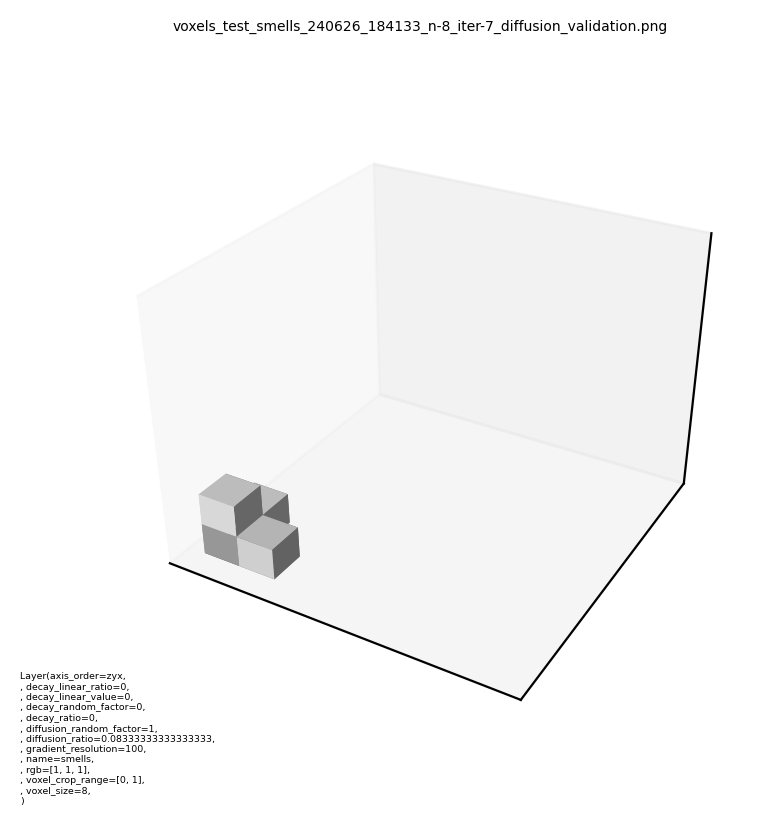 voxels_test_smells_240626_184133_n-8_iter-7_diffusion_validation.png
Layer(axis_order=zyx,
, decay_linear_ratio=0,
, decay_linear_value=0,
, decay_random_factor=0,
, decay_ratio=0,
, diffusion_random_factor=1,
, diffusion_ratio=0.08333333333333333,
, gradient_resolution=100,
, name=smells,
, rgb=[1, 1, 1],
, voxel_crop_range=[0, 1],
, voxel_size=8,
)